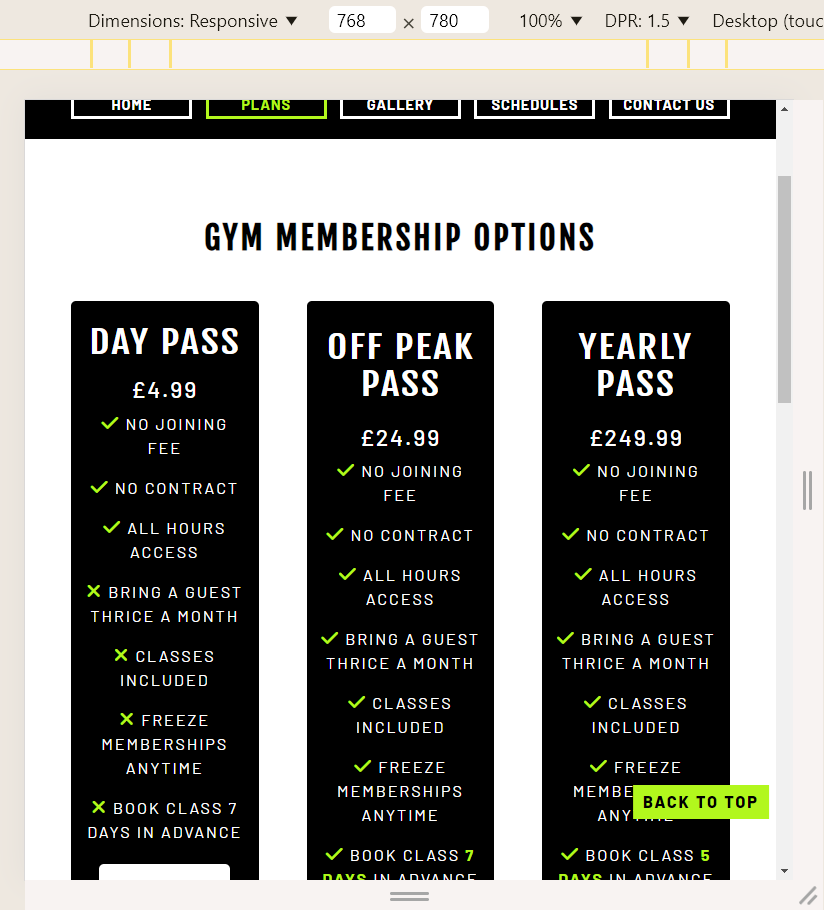 Dimensions: Responsive ▼ 768 × 780 100% ▼ DPR: 1.5 ▼ Desktop (touc
HOME PLANS GALLERY SCHEDULES CONTACT US
GYM MEMBERSHIP OPTIONS
DAY PASS
£4.99
NO JOINING
FEE
NO CONTRACT
ALL HOURS
ACCESS
BRING A GUEST
THRICE A MONTH
CLASSES
INCLUDED
FREEZE
MEMBERSHIPS
ANYTIME
BOOK CLASS 7
DAYS IN ADVANCE
OFF PEAK
PASS
£24.99
NO JOINING
FEE
NO CONTRACT
ALL HOURS
ACCESS
BRING A GUEST
THRICE A MONTH
CLASSES
INCLUDED
FREEZE
MEMBERSHIPS
ANYTIME
BOOK CLASS 7
DAYS IN ADVANCE
YEARLY
PASS
£249.99
NO JOINING
FEE
NO CONTRACT
ALL HOURS
ACCESS
BRING A GUEST
THRICE A MONTH
CLASSES
INCLUDED
FREEZE
BOOK CLASS 5
DAYS IN ADVANCE
BACK TO TOP